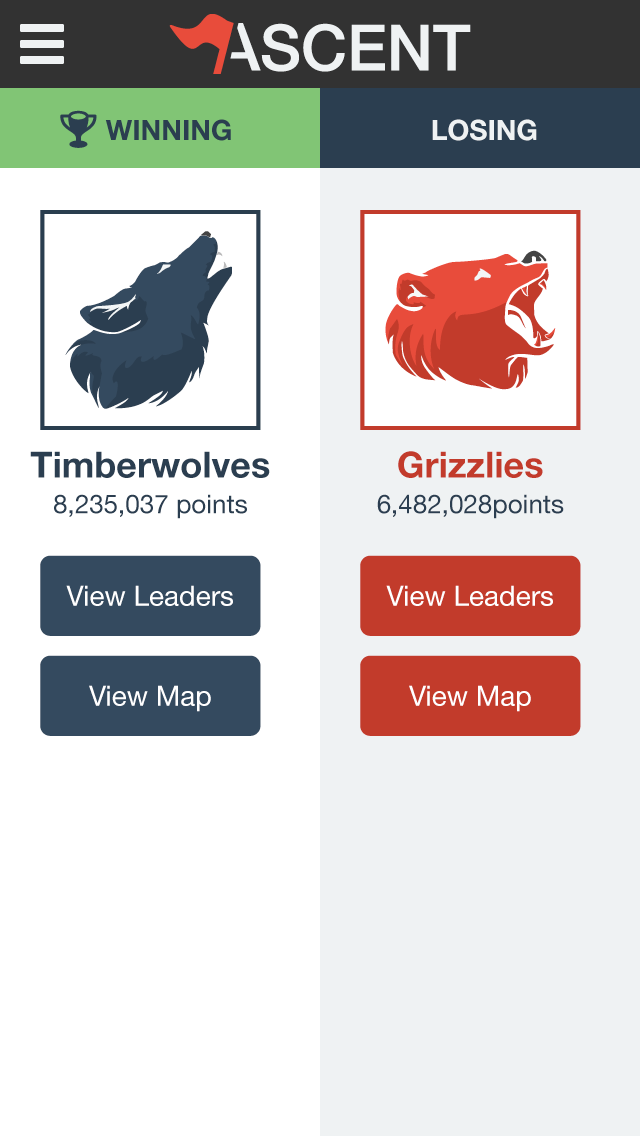 ASCENT
WINNING
LOSING
Timberwolves
8,235,037 points
View Leaders
View Map
Grizzlies
6,482,028points
View Leaders
View Map